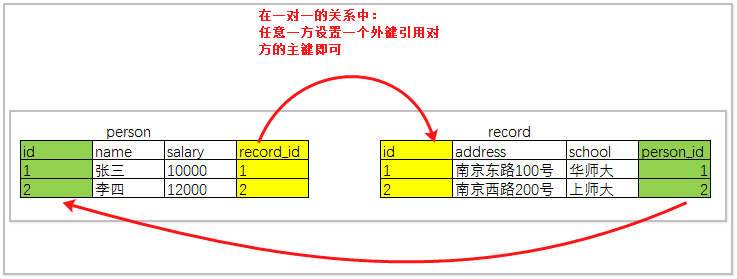 在一对一的关系中：
任意一方设置一个外键引用对
方的主键即可
person
id name salary record_id
1 张三 10000 1
2 李四 12000 2
record
id address school person_id
1 南京东路100号 华师大 1
2 南京西路200号 上师大 2